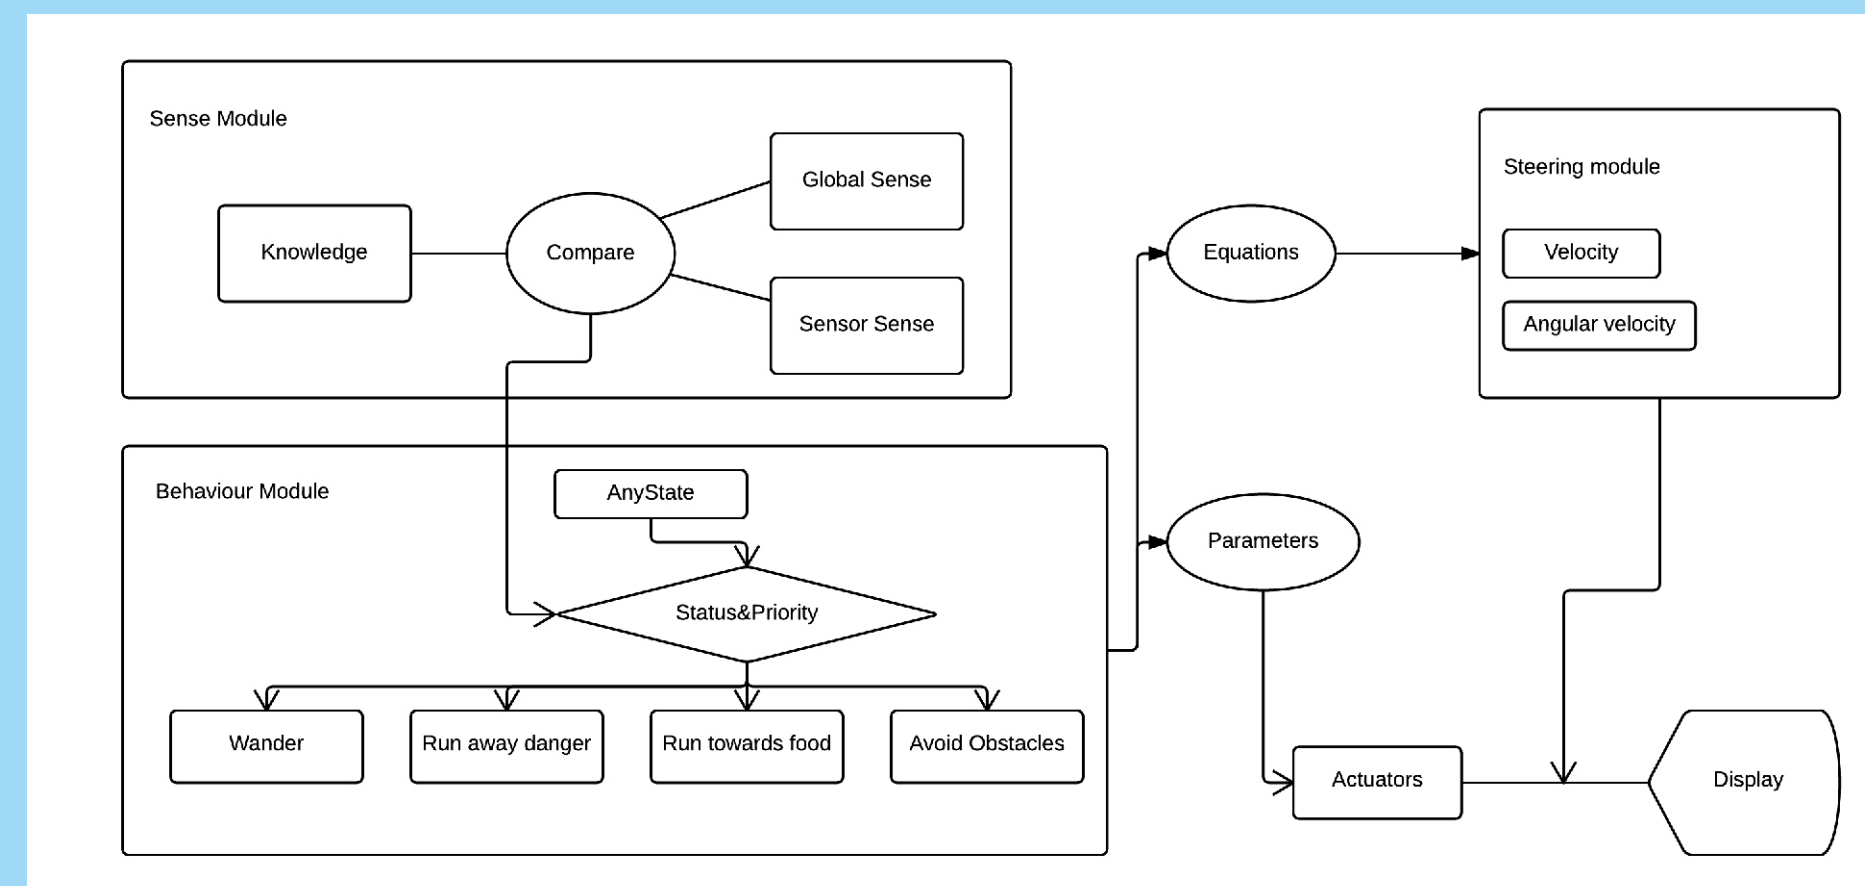 Sense Module
Knowledge
Compare
Global Sense
Sensor Sense
Behaviour Module
AnyState
Status&Priority
Wander
Run away danger
Run towards food
Avoid Obstacles
Equations
Parameters
Steering module
Velocity
Angular velocity
Actuators
Display